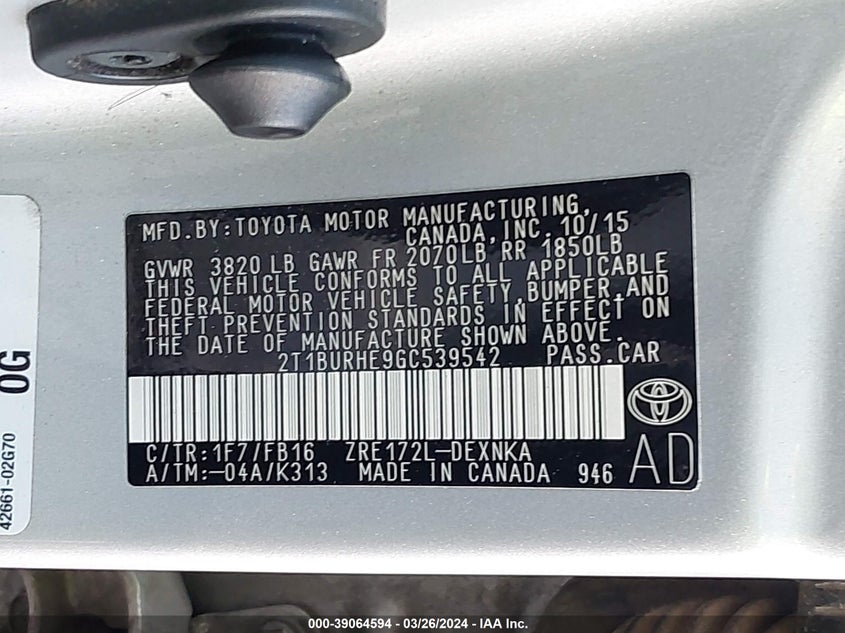 MFD.BY:TOYOTA MOTOR MANUFACTURING,
CANADA, INC. 10/15
GVWR 3820 LB GAWR FR 2070LB RR 1850LB
THIS VEHICLE CONFORMS TO ALL APPLICABLE
FEDERAL MOTOR VEHICLE SAFETY, BUMPER, AND
THEFT PREVENTION STANDARDS IN EFFECT ON
THE DATE OF MANUFACTURE SHOWN ABOVE.
2T1BURHE9GC539542 PASS.CAR
C/TR:1F7/FB16 ZRE172L-DEXNKA
A/TM:-04A/K313 MADE IN CANADA 946
AD
0G
42661-02G70
000-39064594 - 03/26/2024 - IAA Inc.